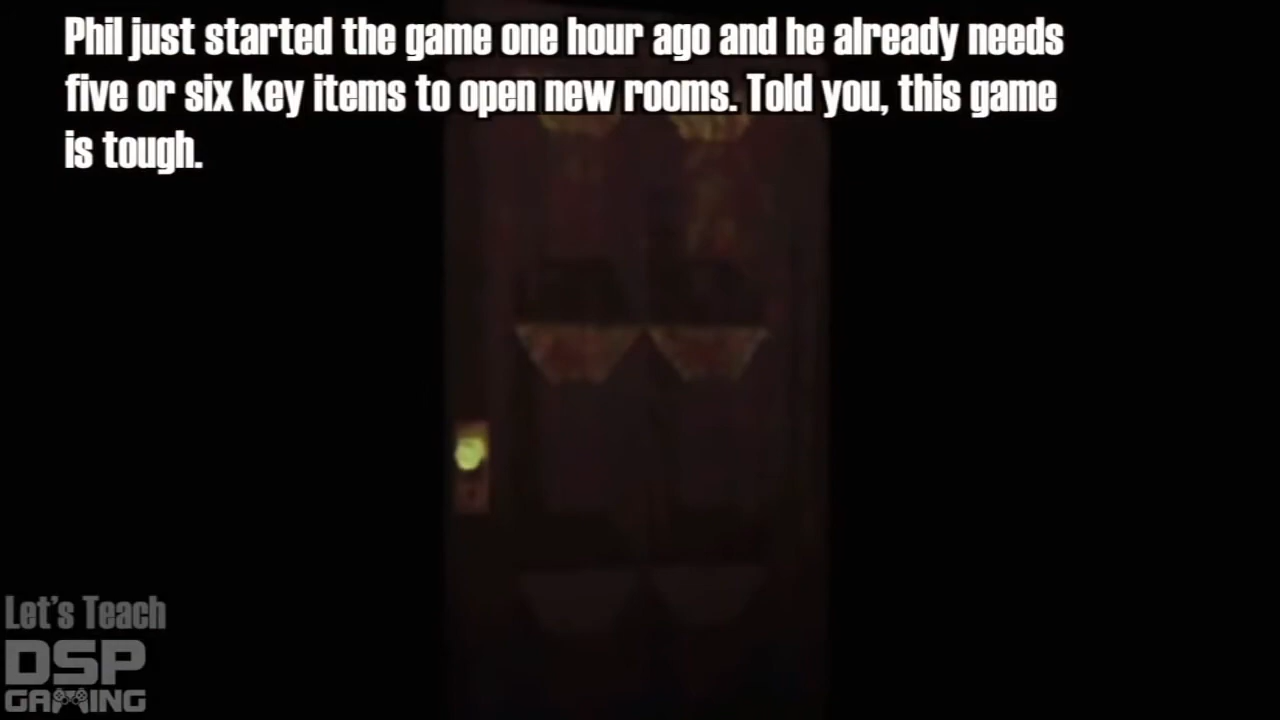 Phil just started the game one hour ago and he already needs
five or six key items to open new rooms. Told you, this game
is tough.
Let's Teach
DSP
GAMING